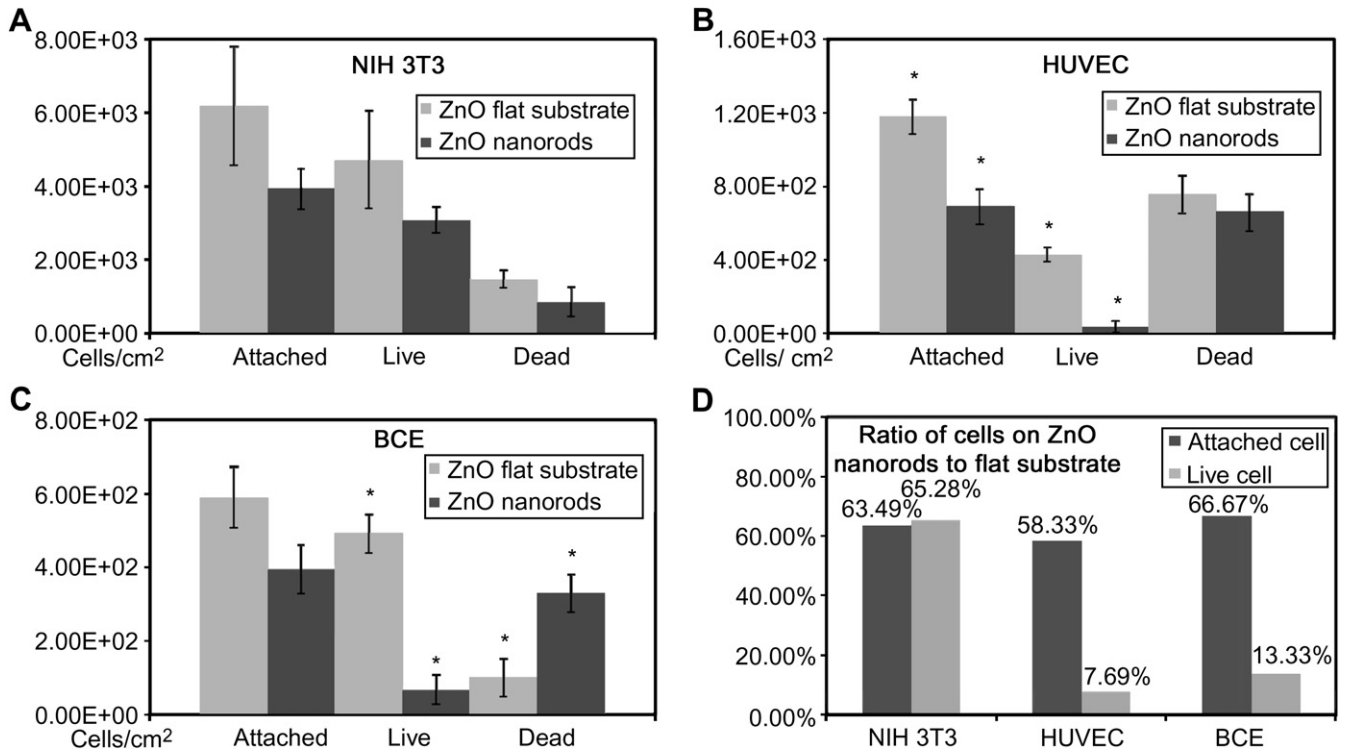 A
8.00E+03
6.00E+03
4.00E+03
2.00E+03
0.00E+00
NIH 3T3
ZnO flat substrate
ZnO nanorods
Cells/cm2 Attached Live Dead
B
1.60E+03
1.20E+03
8.00E+02
4.00E+02
0.00E+00
HUVEC
ZnO flat substrate
ZnO nanorods
* * * *
Cells/ cm2 Attached Live Dead
C
8.00E+02
6.00E+02
4.00E+02
2.00E+02
0.00E+00
BCE
ZnO flat substrate
ZnO nanorods
* * * *
Cells/cm2 Attached Live Dead
D
100.00%
80.00%
60.00%
40.00%
20.00%
0.00%
Ratio of cells on ZnO
nanorods to flat substrate
Attached cell
Live cell
63.49% 65.28% 58.33% 7.69% 66.67% 13.33%
NIH 3T3 HUVEC BCE